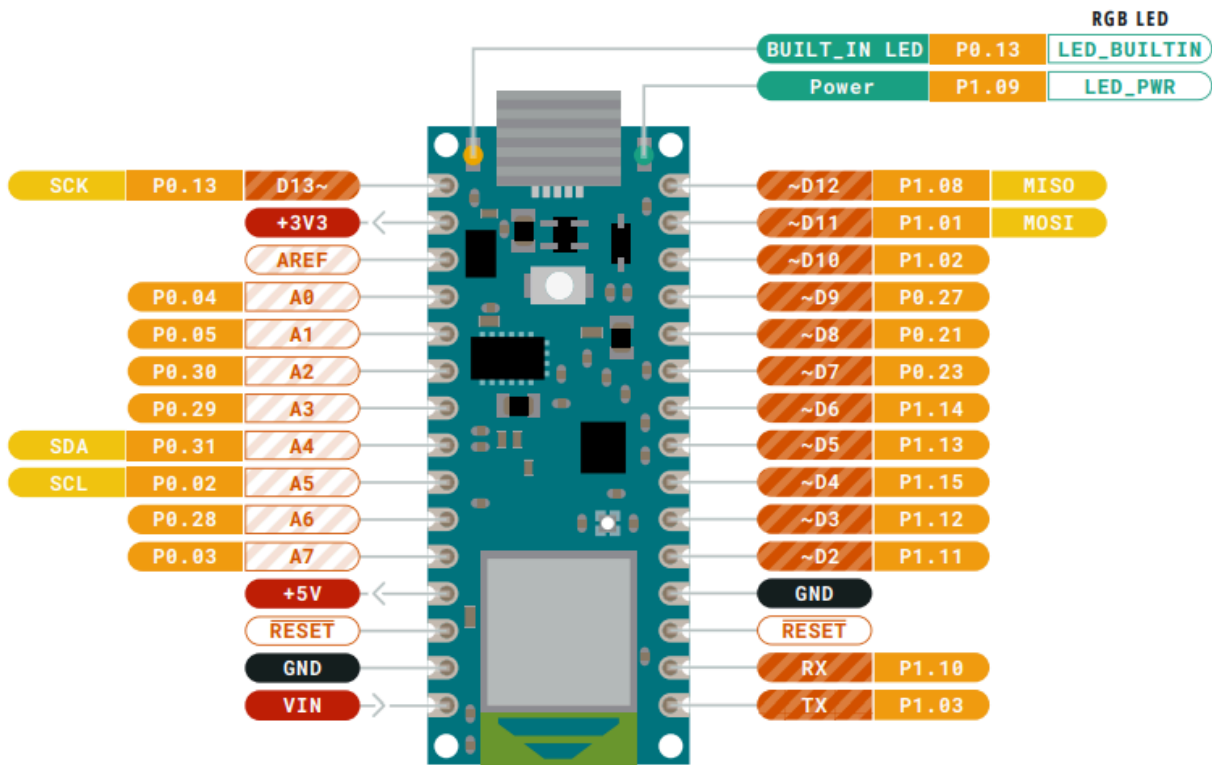 RGB LED
BUILT_IN LED P0.13 LED_BUILTIN
Power P1.09 LED_PWR
SCK P0.13 D13~
+3V3
AREF
P0.04 A0
P0.05 A1
P0.30 A2
P0.29 A3
SDA P0.31 A4
SCL P0.02 A5
P0.28 A6
P0.03 A7
+5V
RESET
GND
VIN
~D12 P1.08 MISO
~D11 P1.01 MOSI
~D10 P1.02
~D9 P0.27
~D8 P0.21
~D7 P0.23
~D6 P1.14
~D5 P1.13
~D4 P1.15
~D3 P1.12
~D2 P1.11
GND
RESET
RX P1.10
TX P1.03